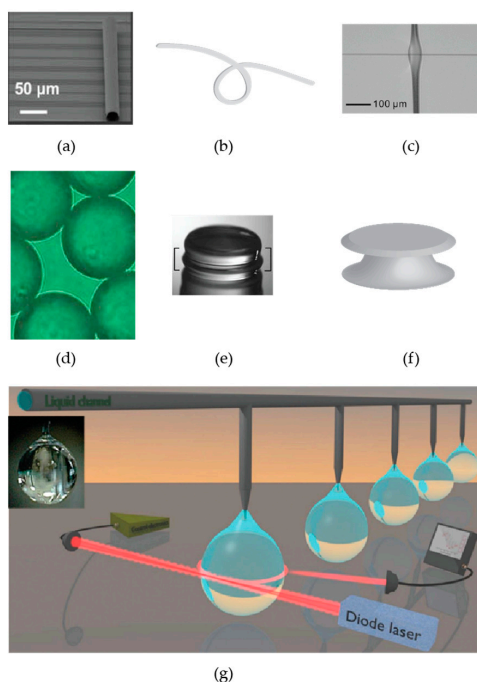 50 µm
100 µm
(a)
(b)
(c)
(d)
(e)
(f)
Liquid channel
Diode laser
(g)